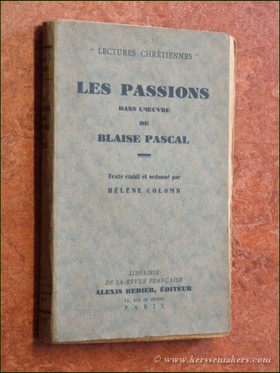 " LECTURES CHRÉTIENNES "
LES PASSIONS
DANS L'ŒUVRE
DE
BLAISE PASCAL
Texte établi et ordonné par
HÉLÈNE COLOMB
LIBRAIRIE
DE LA REVUE FRANÇAISE
ALEXIS REDIER, ÉDITEUR
PARIS
© www.kerssemakers.com